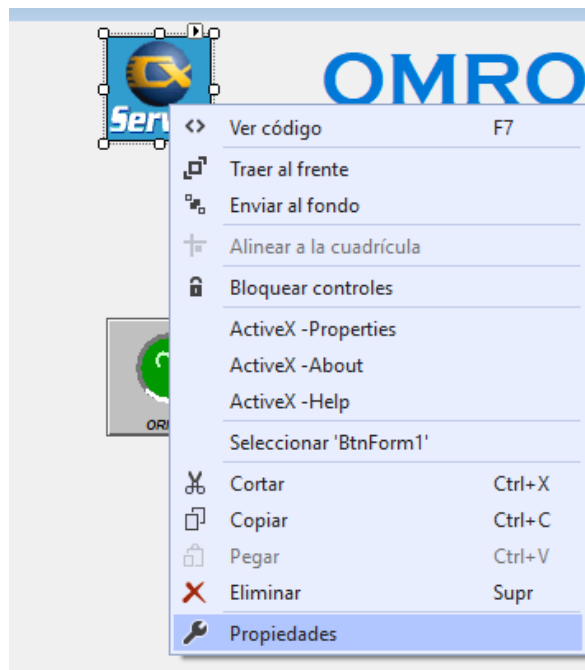 OMRO
Serv
Ver código F7
Traer al frente
Enviar al fondo
Alinear a la cuadrícula
Bloquear controles
ActiveX -Properties
ActiveX -About
ActiveX -Help
ORI
Seleccionar 'BtnForm1'
Cortar Ctrl+X
Copiar Ctrl+C
Pegar Ctrl+V
Eliminar Supr
Propiedades